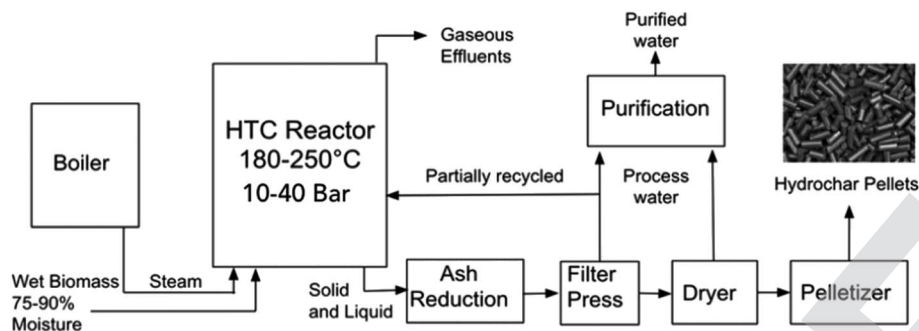 Gaseous
Effluents
Purified
water
Boiler
HTC Reactor
180-250°C
10-40 Bar
Purification
Partially recycled
Process
water
Hydrochar Pellets
Wet Biomass
75-90%
Moisture
Steam
Solid
and Liquid
Ash
Reduction
Filter
Press
Dryer
Pelletizer